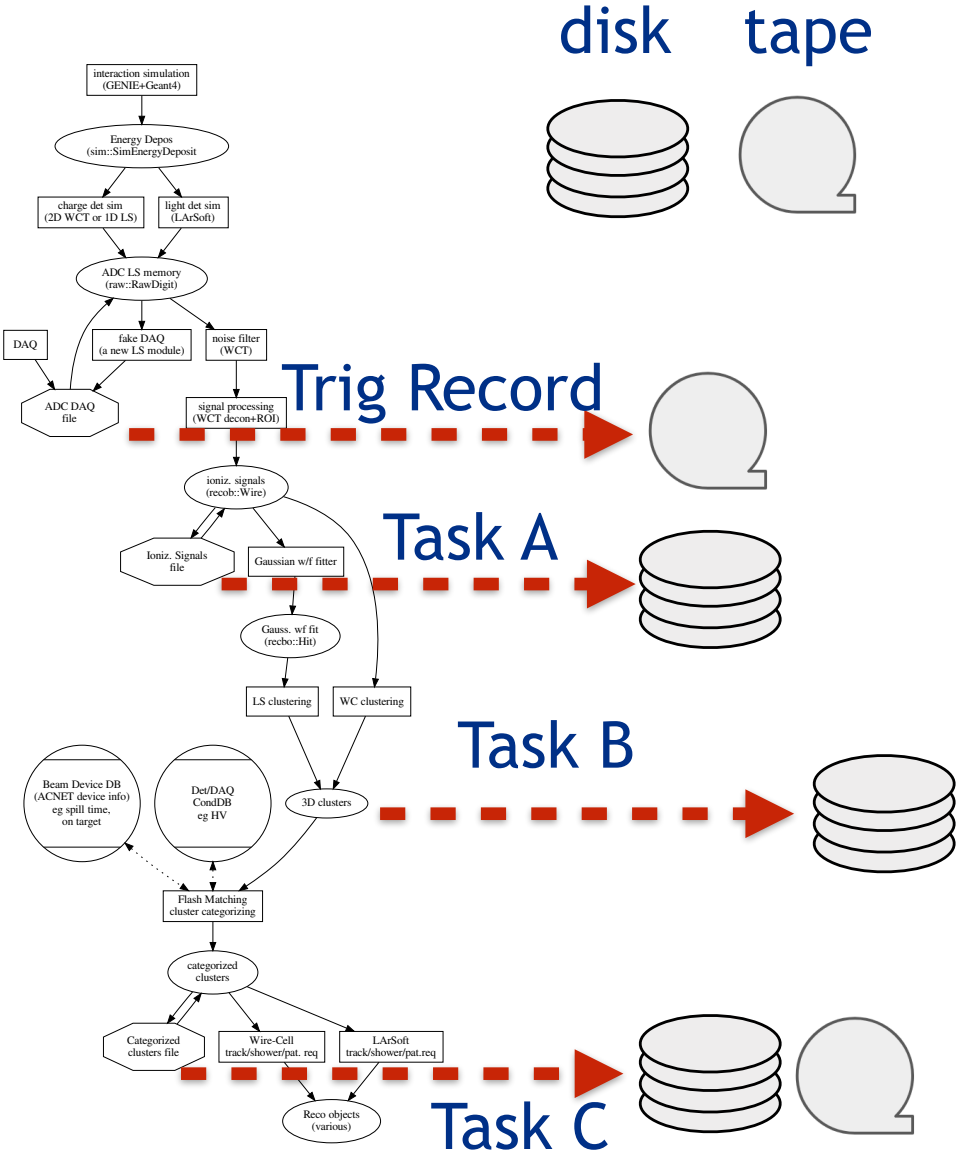 disk tape
interaction simulation
(GENIE+Geant4)
Energy Depos
(sim::SimEnergyDeposit
charge det sim
(2D WCT or 1D LS)
light det sim
(LArSoft)
ADC LS memory
(raw::RawDigit)
DAQ
fake DAQ
(a new LS module)
noise filter
(WCT)
Trig Record
ADC DAQ
file
signal processing
(WCT decon+ROI)
ioniz. signals
(recob::Wire)
Task A
Ioniz. Signals
file
Gaussian w/f fitter
Gauss. wf fit
(recbo::Hit)
LS clustering
WC clustering
Task B
Beam Device DB
(ACNET device info)
eg spill time,
on target
Det/DAQ
CondDB
eg HV
3D clusters
Flash Matching
cluster categorizing
categorized
clusters
Categorized
clusters file
Wire-Cell
track/shower/pat. req
LArSoft
track/shower/pat.req
Reco objects
(various)
Task C